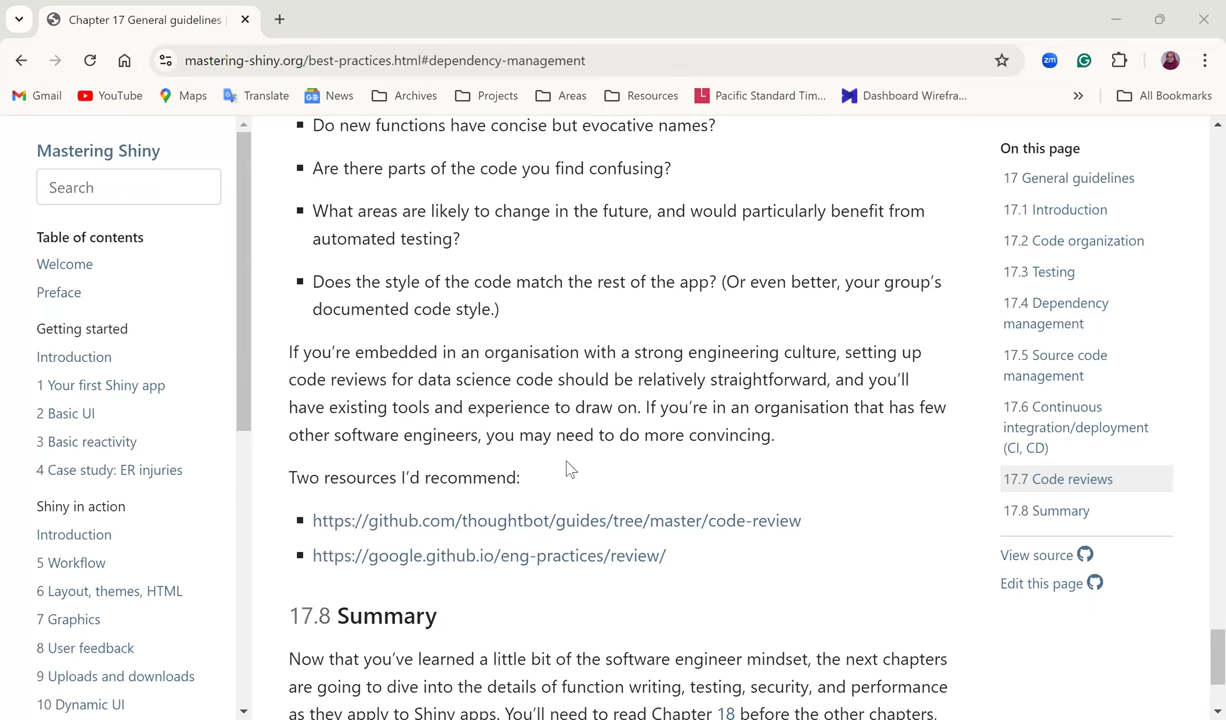 Chapter 17 General guidelines
mastering-shiny.org/best-practices.html#dependency-management
zm
Gmail
YouTube
Maps
Translate
News
Archives
Projects
Areas
Resources
Pacific Standard Tim...
Dashboard Wirefra...
All Bookmarks
Mastering Shiny
Search
Table of contents
Welcome
Preface
Getting started
Introduction
1 Your first Shiny app
2 Basic UI
3 Basic reactivity
4 Case study: ER injuries
Shiny in action
Introduction
5 Workflow
6 Layout, themes, HTML
7 Graphics
8 User feedback
9 Uploads and downloads
10 Dynamic UI
Do new functions have concise but evocative names?
Are there parts of the code you find confusing?
What areas are likely to change in the future, and would particularly benefit from
automated testing?
Does the style of the code match the rest of the app? (Or even better, your group's
documented code style.)
If you're embedded in an organisation with a strong engineering culture, setting up
code reviews for data science code should be relatively straightforward, and you'll
have existing tools and experience to draw on. If you're in an organisation that has few
other software engineers, you may need to do more convincing.
Two resources I'd recommend:
https://github.com/thoughtbot/guides/tree/master/code-review
https://google.github.io/eng-practices/review/
17.8 Summary
Now that you've learned a little bit of the software engineer mindset, the next chapters
are going to dive into the details of function writing, testing, security, and performance
as they apply to Shiny apps. You'll need to read Chapter 18 before the other chapters,
On this page
17 General guidelines
17.1 Introduction
17.2 Code organization
17.3 Testing
17.4 Dependency
management
17.5 Source code
management
17.6 Continuous
integration/deployment
(CI, CD)
17.7 Code reviews
17.8 Summary
View source
Edit this page